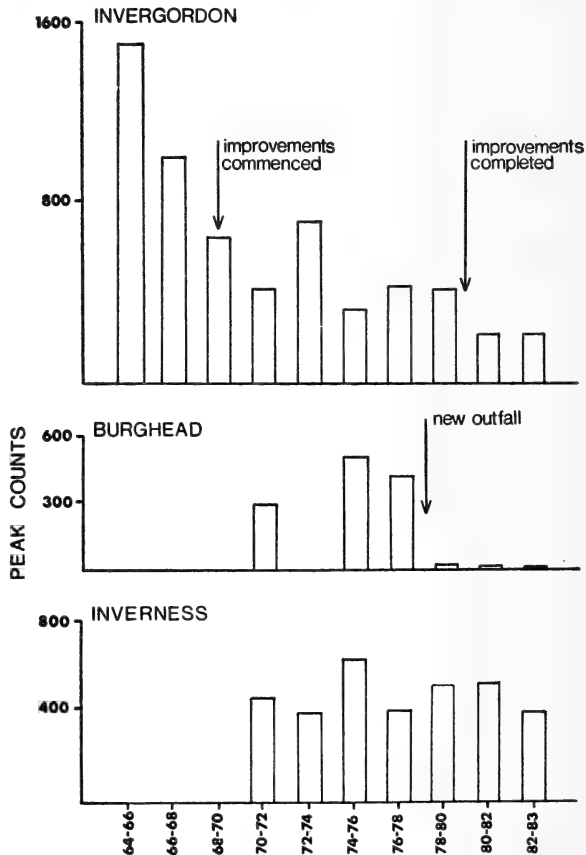 INVERGORDON
1600
800
improvements
commenced
improvements
completed
PEAK COUNTS
BURGHEAD
600
300
new outfall
INVERNESS
800
400
64-66
66-68
68-70
70-72
72-74
74-76
76-78
78-80
80-82
82-83